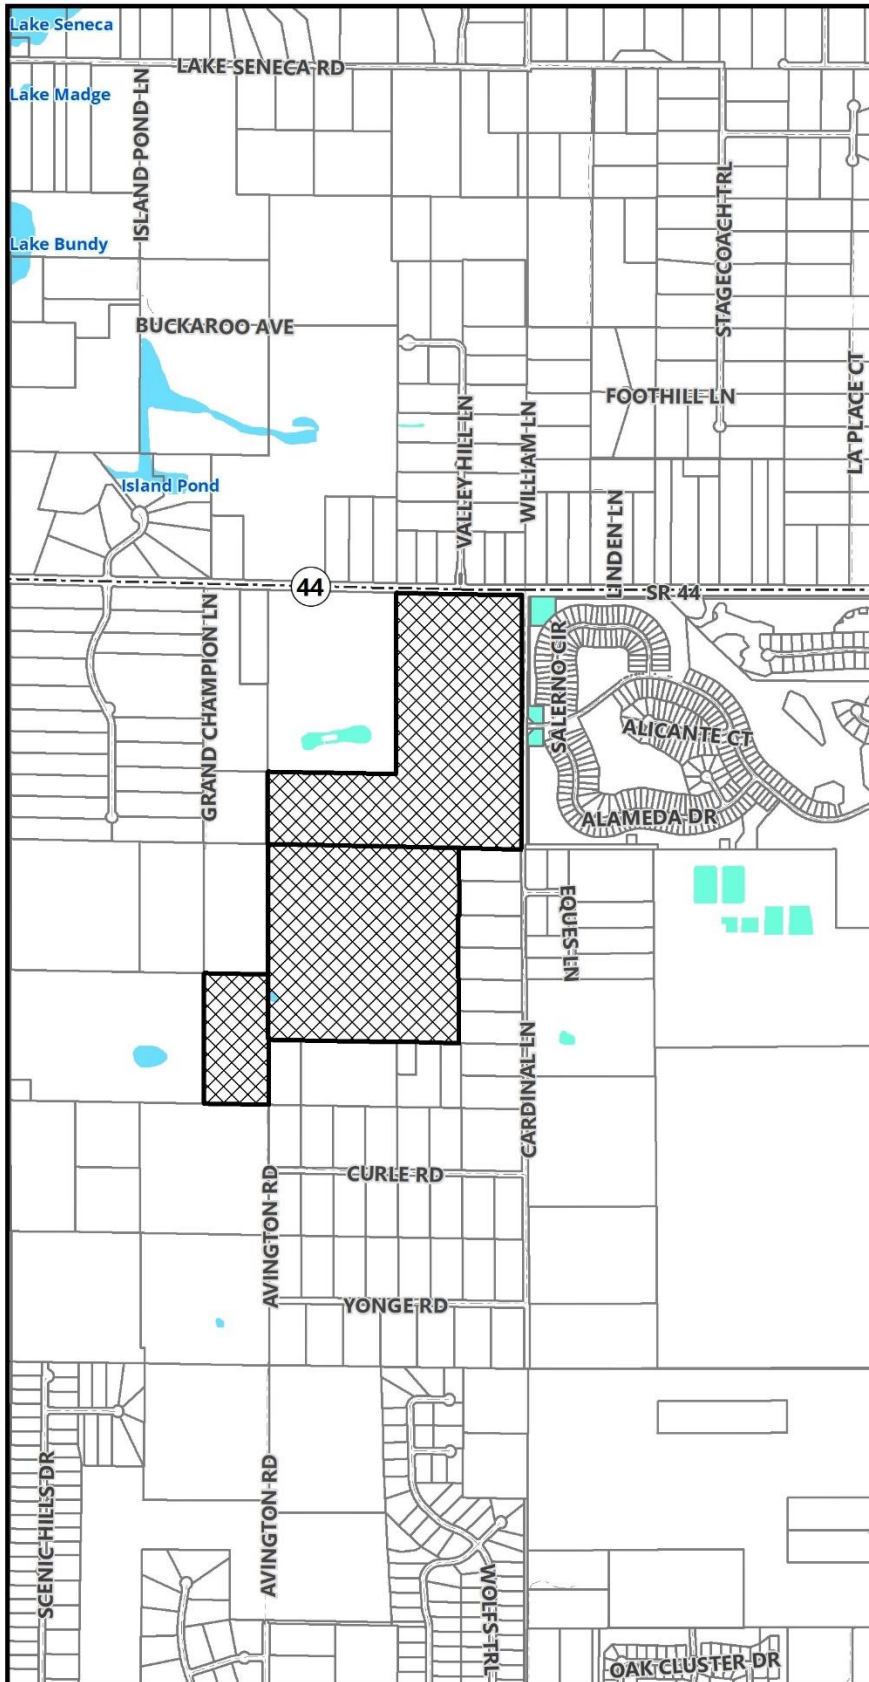 Lake Seneca
LAKE SENECA RD
Lake Madge
ISLAND POND LN
STAGECOACH TRL
Lake Bundy
BUCKAROO AVE
FOOTHILL LN
LA PLACE CT
VALLEY HILL LN
WILLIAM LN
Island Pond
LINDEN LN
44
SR 44
GRAND CHAMPION LN
SALERNO CIR
ALICANTE CT
ALAMEDA DR
EQUES LN
CARDINAL LN
CURLE RD
AVINGTON RD
YONGE RD
SCENIC HILLS DR
AVINGTON RD
WOLFS TRL
OAK CLUSTER DR